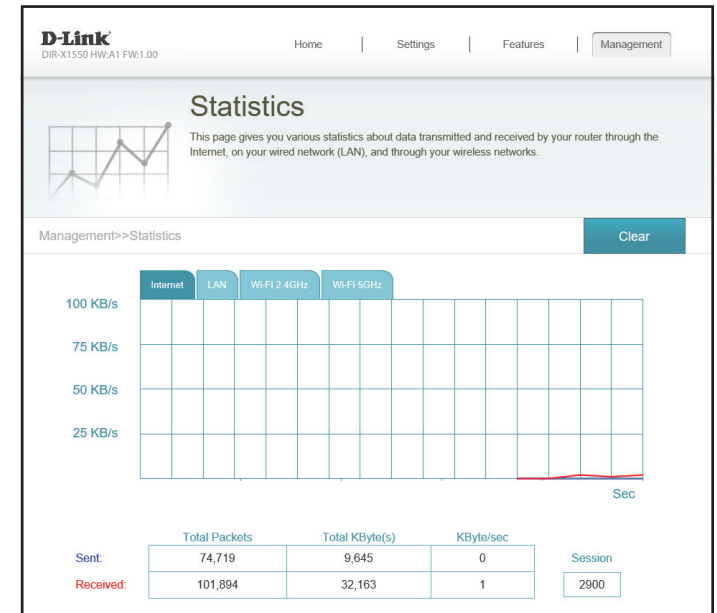 D-Link
DIR-X1550 HW:A1 FW:1.00
Home | Settings | Features | Management
Statistics
This page gives you various statistics about data transmitted and received by your router through the
Internet, on your wired network (LAN), and through your wireless networks.
Management>>Statistics
Clear
Internet LAN Wi-Fi 2.4GHz Wi-Fi 5GHz
100 KB/s
75 KB/s
50 KB/s
25 KB/s
Sec
Total Packets Total KByte(s) KByte/sec
Sent: 74,719 9,645 0 Session
Received: 101,894 32,163 1 2900